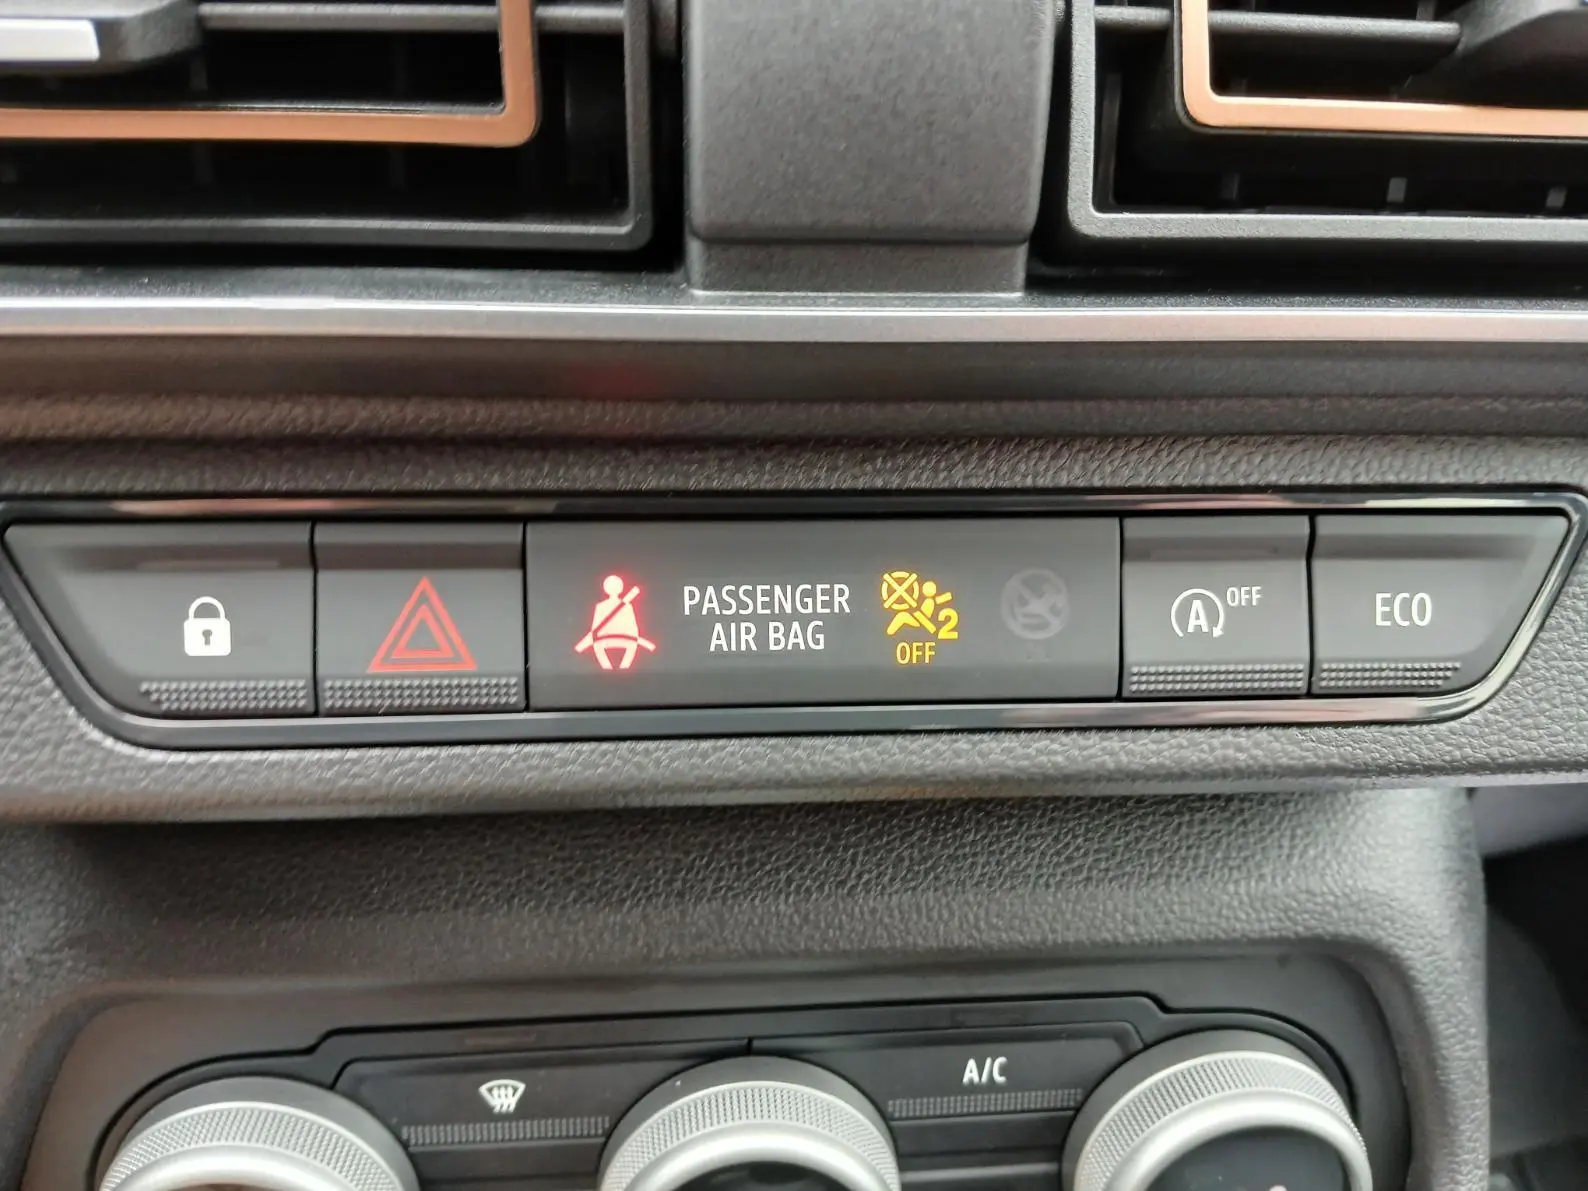 PASSENGER
AIR BAG
2
OFF
A OFF
ECO
A/C